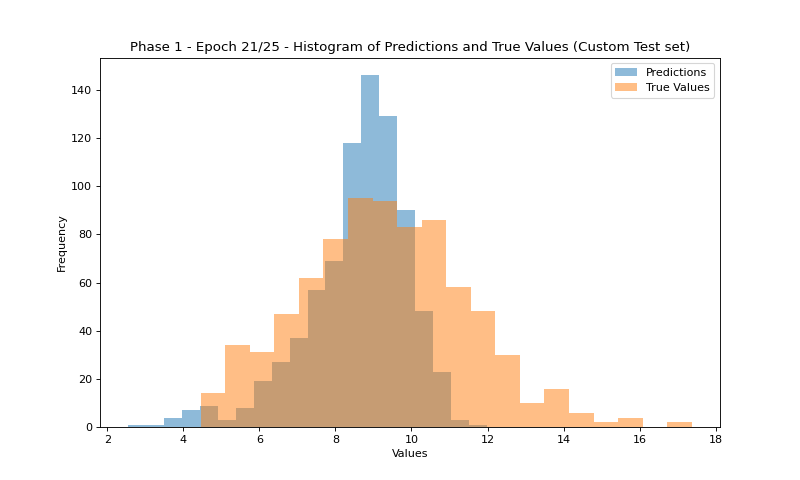 Phase 1 - Epoch 21/25 - Histogram of Predictions and True Values (Custom Test set)
Predictions
True Values
140
120
100
80
60
40
20
0
Frequency
2 4 6 8 10 12 14 16 18
Values